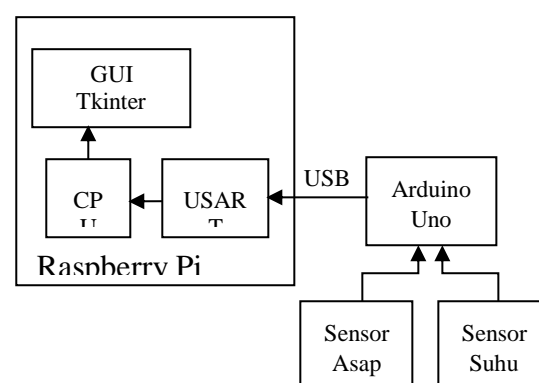 GUI
Tkinter
CP
U
USAR
T
Raspberry Pi
USB
Arduino
Uno
Sensor
Asap
Sensor
Suhu